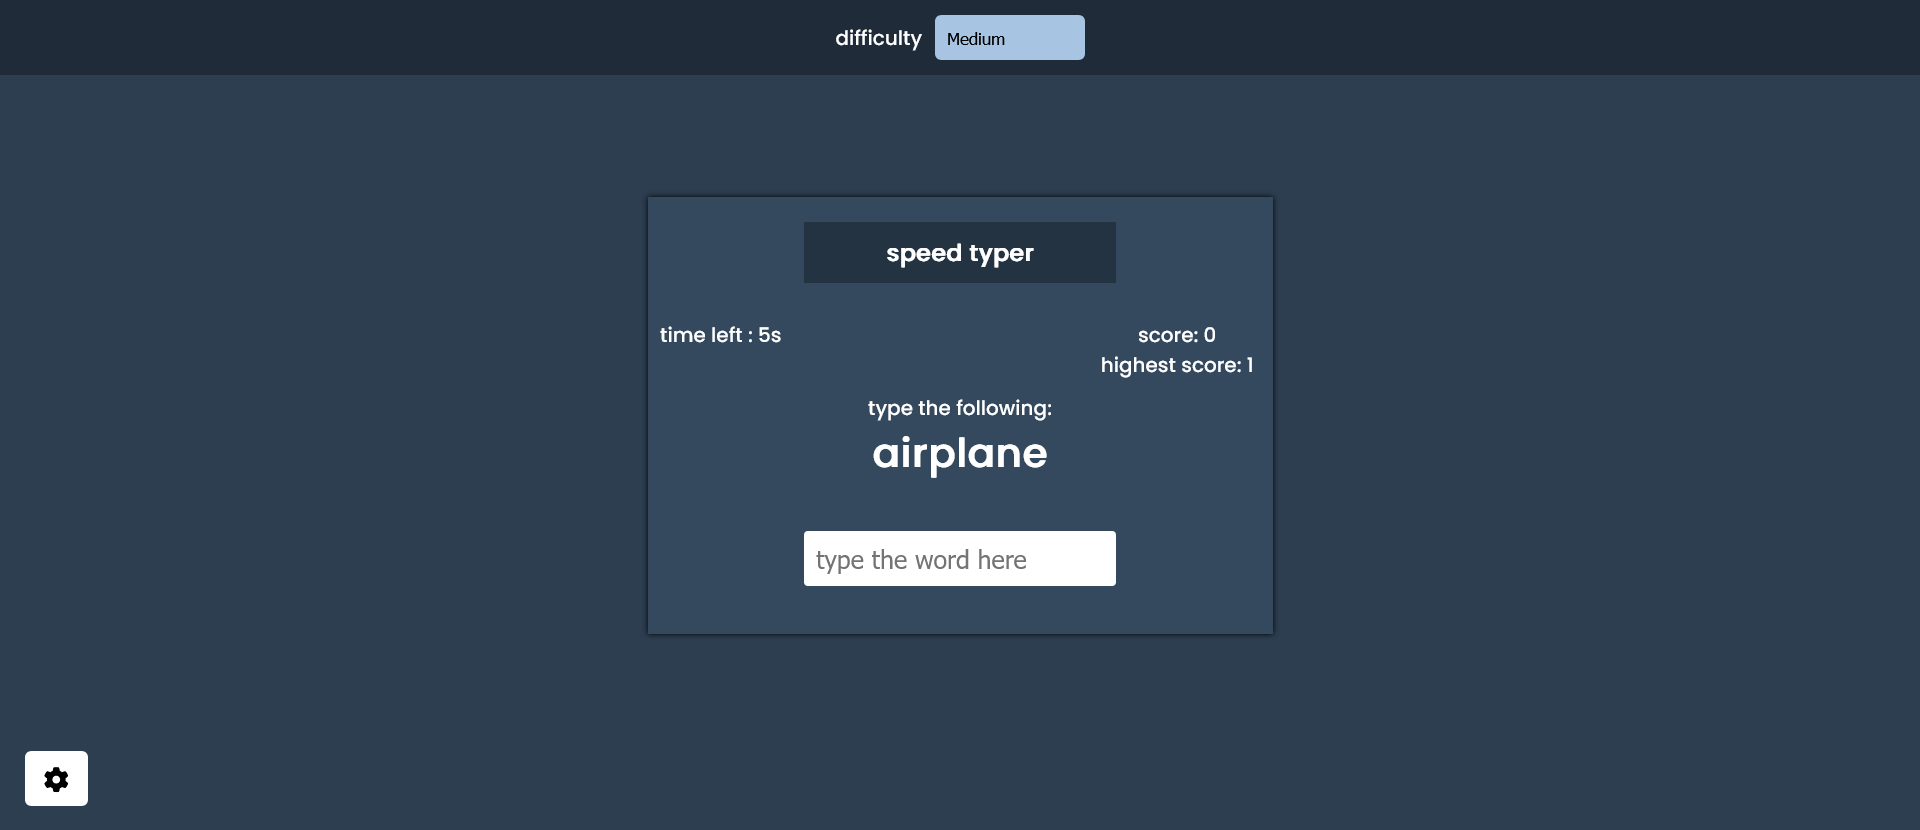 difficulty Medium
speed typer
time left : 5s score: 0
highest score: 1
type the following:
airplane
type the word here